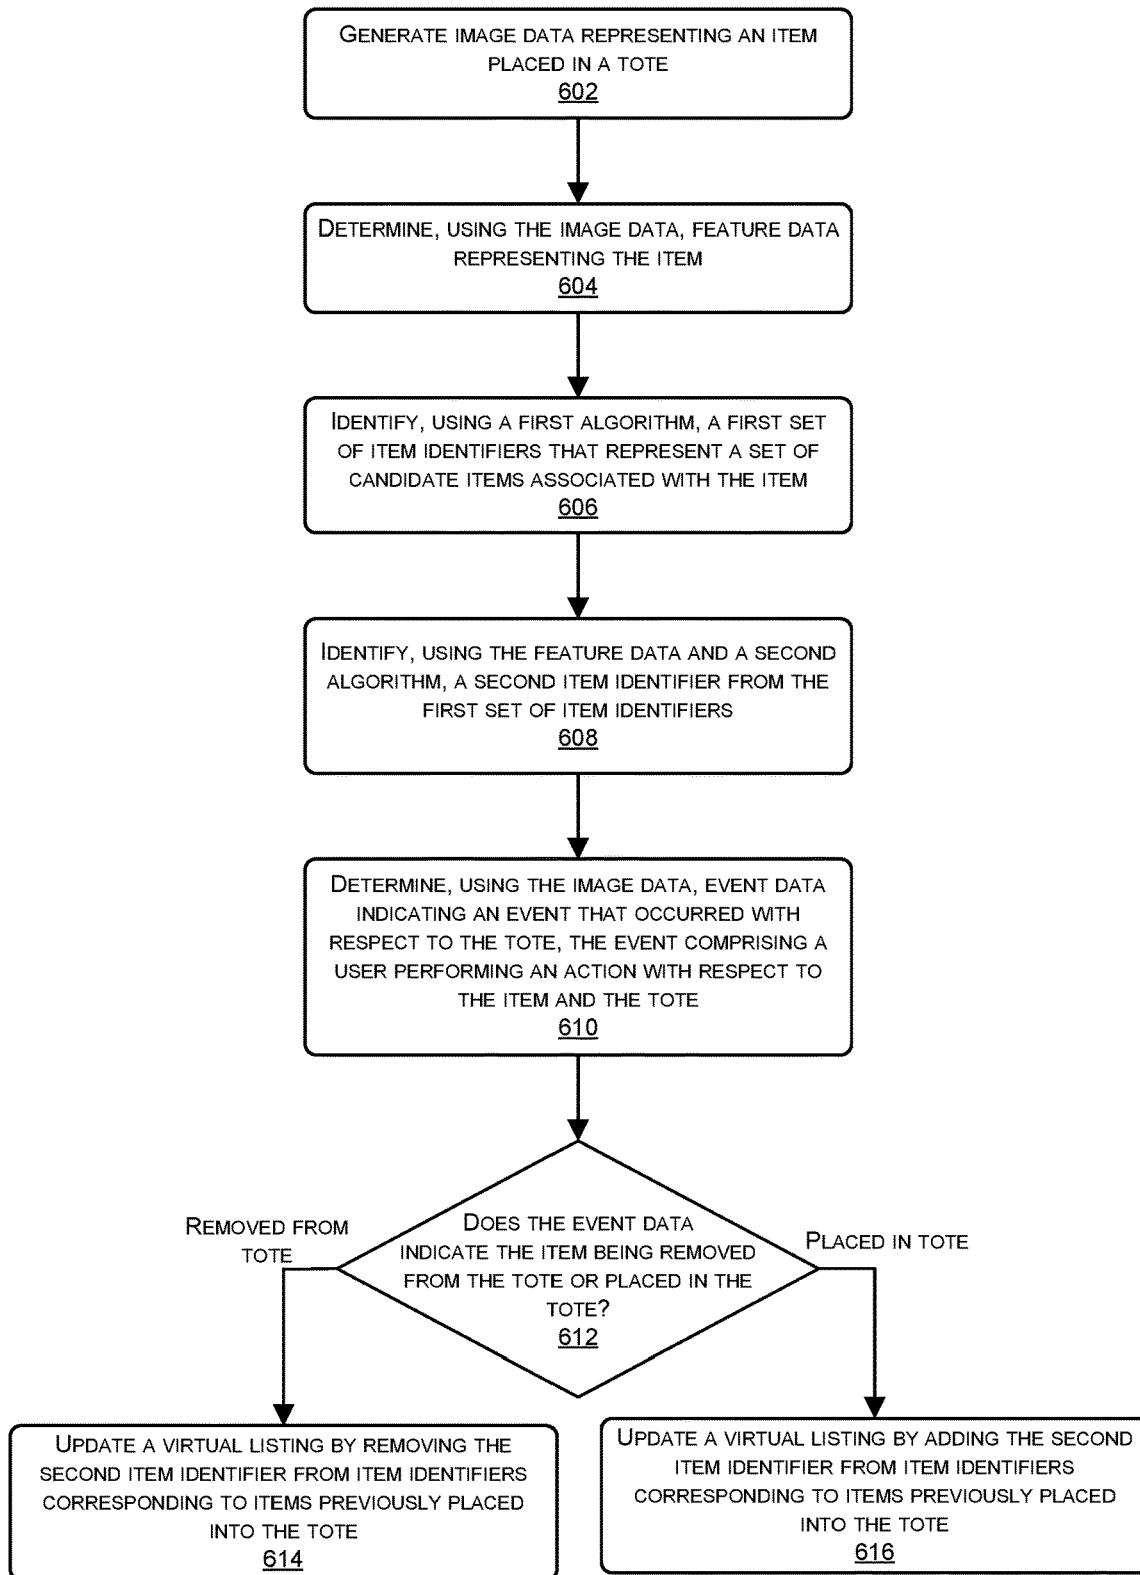 GENERATE IMAGE DATA REPRESENTING AN ITEM
PLACED IN A TOTE
602
DETERMINE, USING THE IMAGE DATA, FEATURE DATA
REPRESENTING THE ITEM
604
IDENTIFY, USING A FIRST ALGORITHM, A FIRST SET
OF ITEM IDENTIFIERS THAT REPRESENT A SET OF
CANDIDATE ITEMS ASSOCIATED WITH THE ITEM
606
IDENTIFY, USING THE FEATURE DATA AND A SECOND
ALGORITHM, A SECOND ITEM IDENTIFIER FROM THE
FIRST SET OF ITEM IDENTIFIERS
608
DETERMINE, USING THE IMAGE DATA, EVENT DATA
INDICATING AN EVENT THAT OCCURRED WITH
RESPECT TO THE TOTE, THE EVENT COMPRISING A
USER PERFORMING AN ACTION WITH RESPECT TO
THE ITEM AND THE TOTE
610
DOES THE EVENT DATA
INDICATE THE ITEM BEING REMOVED
FROM THE TOTE OR PLACED IN THE
TOTE?
612
REMOVED FROM
TOTE
PLACED IN TOTE
UPDATE A VIRTUAL LISTING BY REMOVING THE
SECOND ITEM IDENTIFIER FROM ITEM IDENTIFIERS
CORRESPONDING TO ITEMS PREVIOUSLY PLACED
INTO THE TOTE
614
UPDATE A VIRTUAL LISTING BY ADDING THE SECOND
ITEM IDENTIFIER FROM ITEM IDENTIFIERS
CORRESPONDING TO ITEMS PREVIOUSLY PLACED
INTO THE TOTE
616